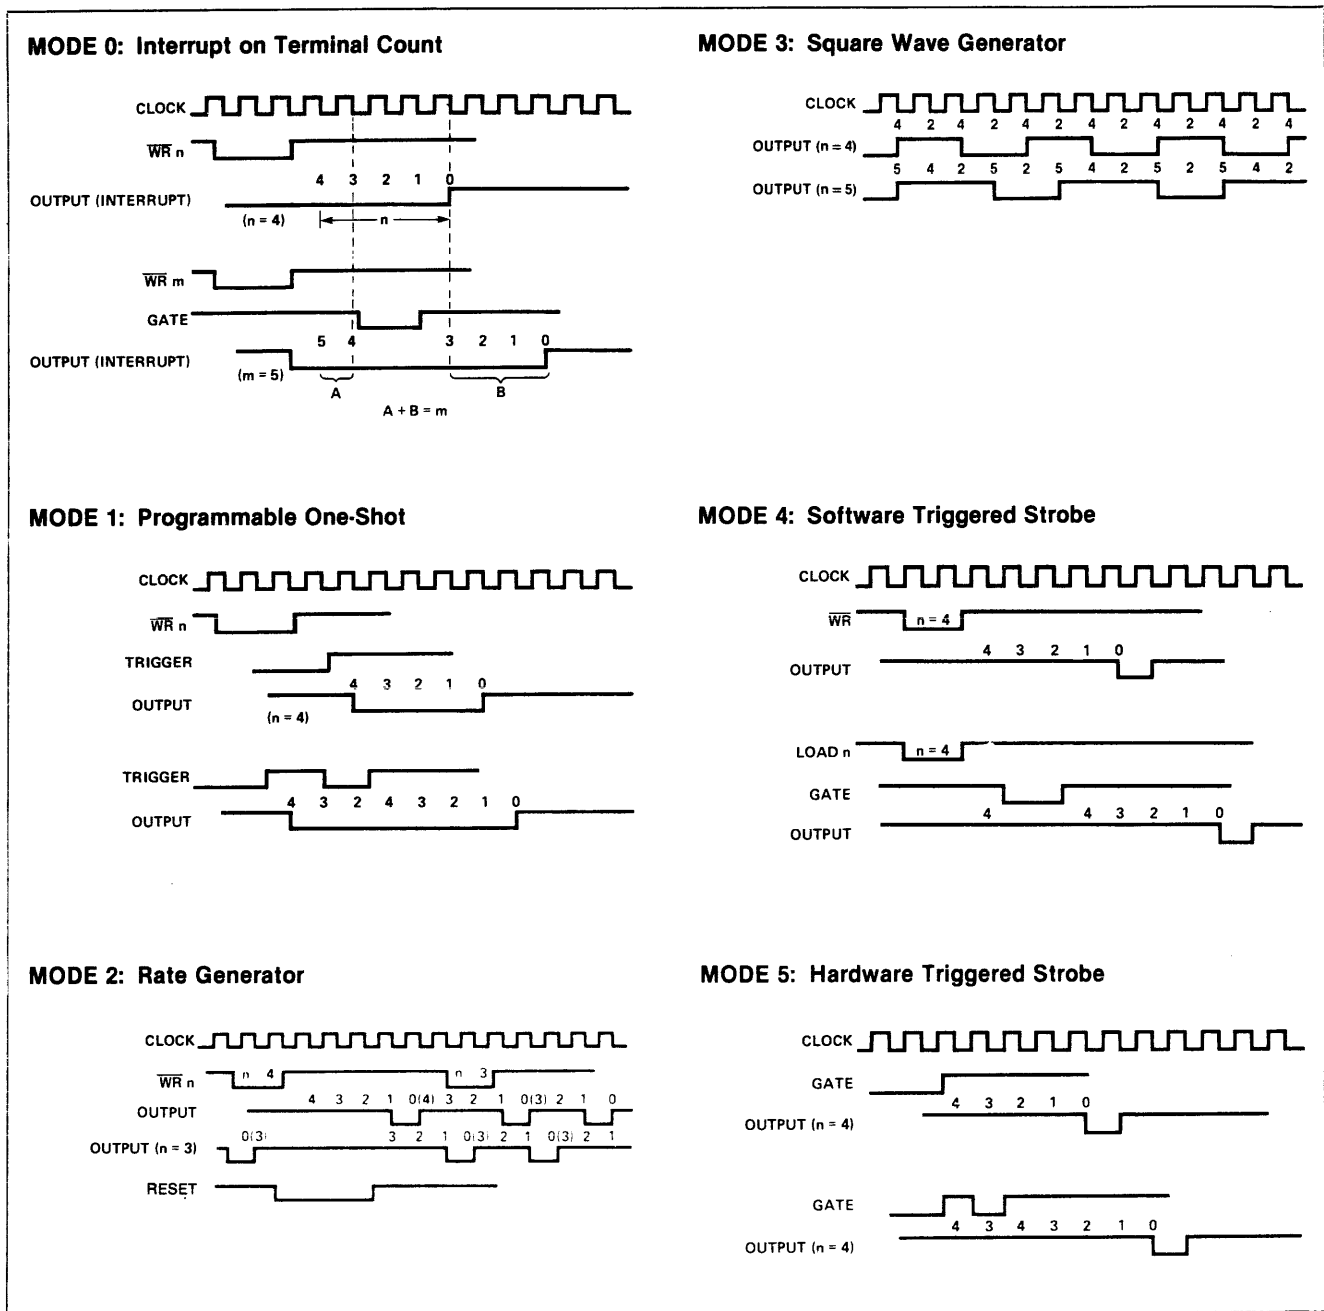 MODE 0: Interrupt on Terminal Count
CLOCK
WR n
4 3 2 1 0
OUTPUT (INTERRUPT)
(n = 4)
n
WR m
GATE
5 4 3 2 1 0
OUTPUT (INTERRUPT)
(m = 5)
A
B
A + B = m
MODE 3: Square Wave Generator
CLOCK
4 2 4 2 4 2 4 2 4 2 4 2 4
OUTPUT (n = 4)
5 4 2 5 2 5 4 2 5 2 5 4 2
OUTPUT (n = 5)
MODE 1: Programmable One-Shot
CLOCK
WR n
TRIGGER
4 3 2 1 0
OUTPUT
(n = 4)
TRIGGER
4 3 2 4 3 2 1 0
OUTPUT
MODE 4: Software Triggered Strobe
CLOCK
WR
n = 4
4 3 2 1 0
OUTPUT
LOAD n
n = 4
GATE
4 4 3 2 1 0
OUTPUT
MODE 2: Rate Generator
CLOCK
WR n
n 4
n 3
4 3 2 1 0(4) 3 2 1 0(3) 2 1 0
OUTPUT
0(3) 3 2 1 0(3) 2 1 0(3) 2 1
OUTPUT (n = 3)
RESET
MODE 5: Hardware Triggered Strobe
CLOCK
GATE
4 3 2 1 0
OUTPUT (n = 4)
GATE
4 3 4 3 2 1 0
OUTPUT (n = 4)